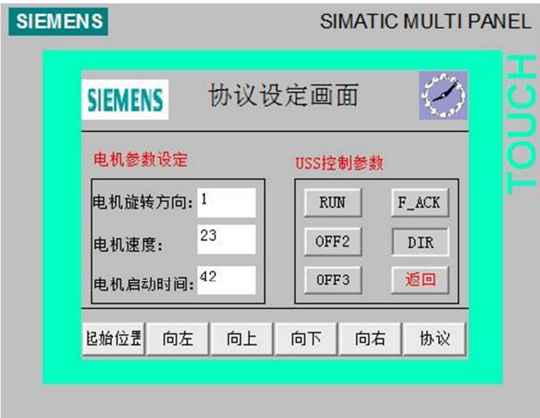 SIEMENS
SIMATIC MULTI PANEL
TOUCH
SIEMENS 协议设定画面
电机参数设定
USS控制参数
电机旋转方向: 1
电机速度: 23
电机启动时间: 42
RUN F_ACK
OFF2 DIR
OFF3 返回
起始位置 向左 向上 向下 向右 协议